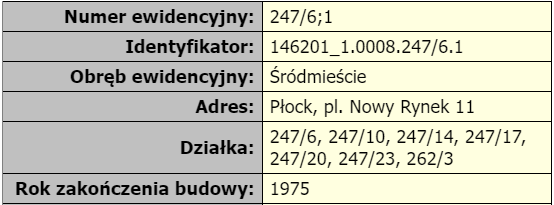 Numer ewidencyjny: 247/6;1
Identyfikator: 146201_1.0008.247/6.1
Obręb ewidencyjny: Śródmieście
Adres: Płock, pl. Nowy Rynek 11
Działka: 247/6, 247/10, 247/14, 247/17,
247/20, 247/23, 262/3
Rok zakończenia budowy: 1975